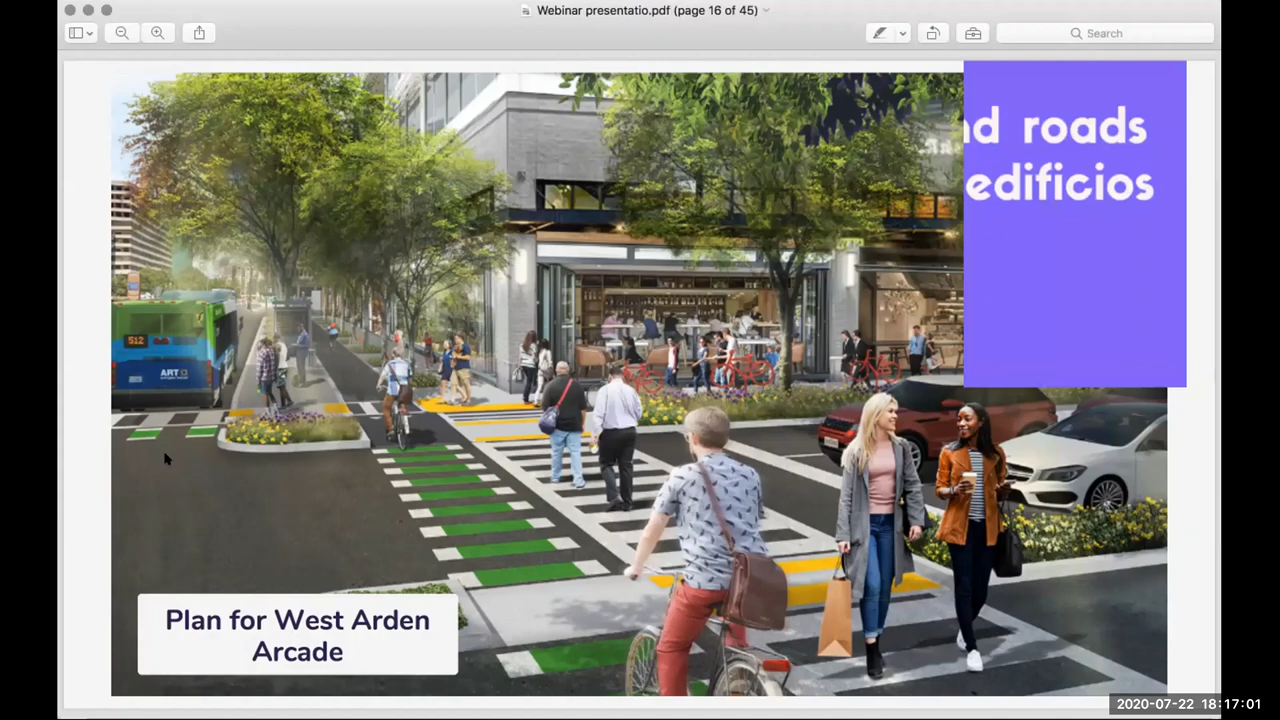 Webinar presentatio.pdf (page 16 of 45)
Search
nd roads
edificios
512
ART
Plan for West Arden
Arcade
2020-07-22 18:17:01